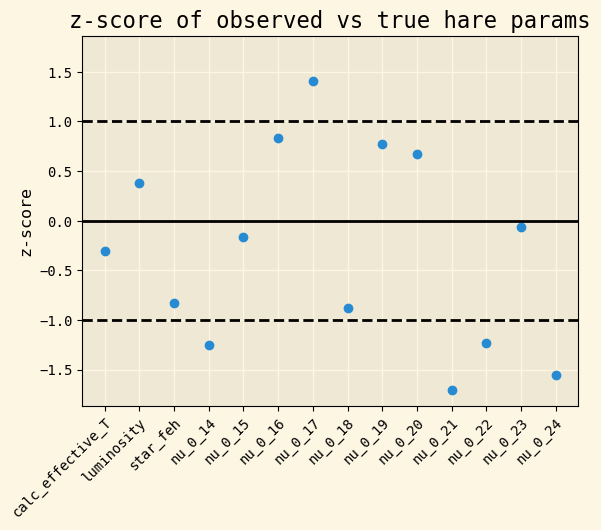 z-score of observed vs true hare params
z-score
1.5
1.0
0.5
0.0
−0.5
−1.0
−1.5
calc_effective_T
luminosity
star_feh
nu_0_14
nu_0_15
nu_0_16
nu_0_17
nu_0_18
nu_0_19
nu_0_20
nu_0_21
nu_0_22
nu_0_23
nu_0_24